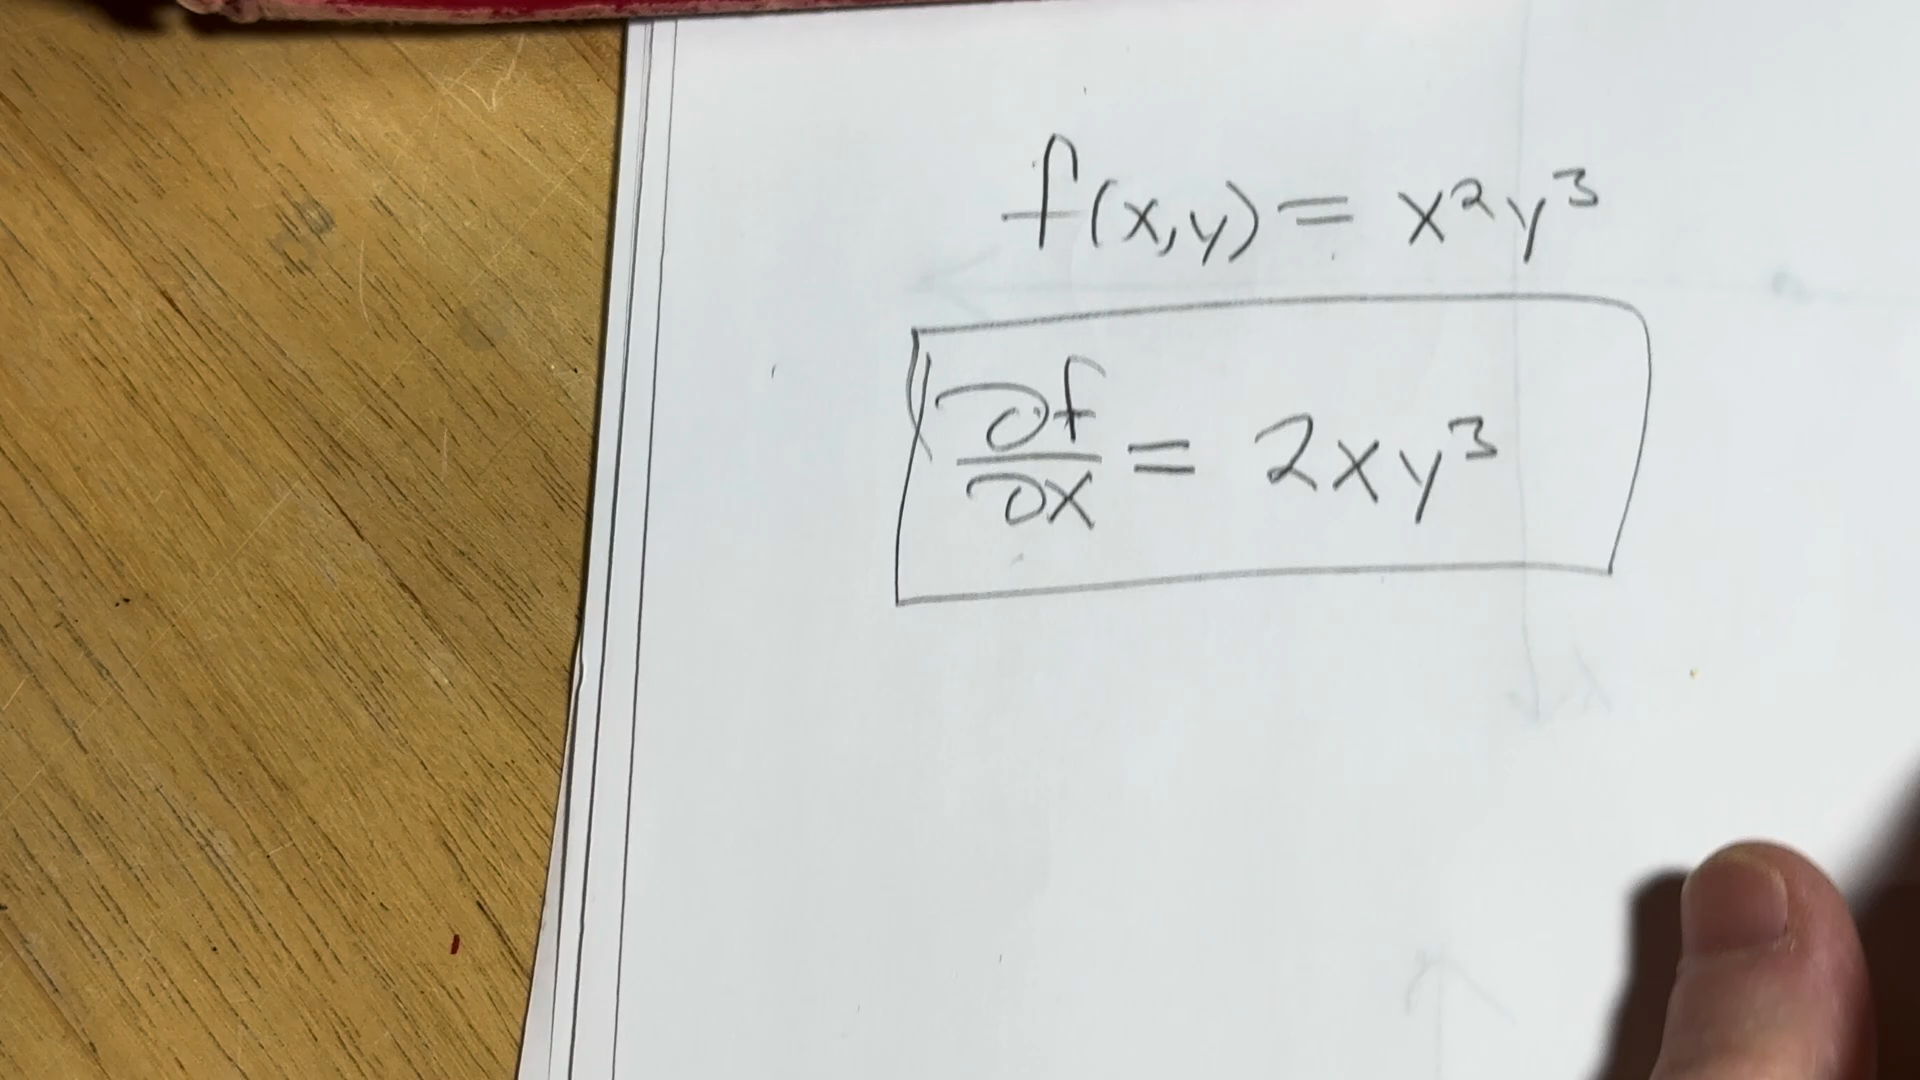 f(x,y) = x²y³
∂f/∂x = 2xy³